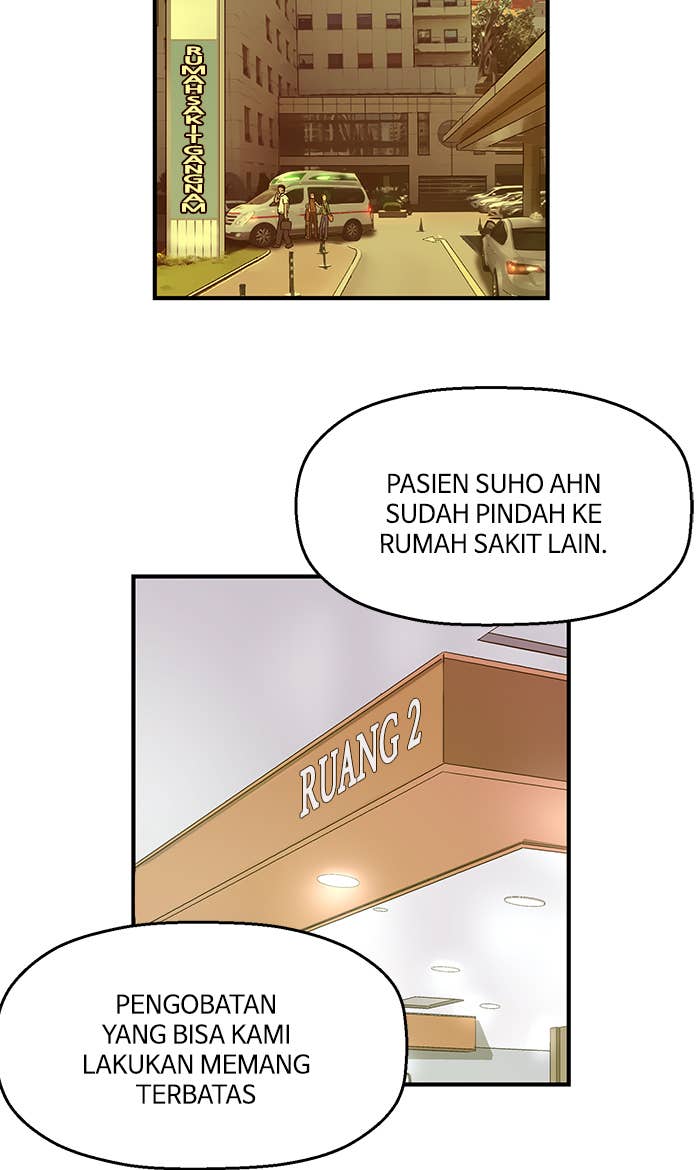 RUMAH SAKIT GANGNAM
PASIEN SUHO AHN
SUDAH PINDAH KE
RUMAH SAKIT LAIN.
RUANG 2
PENGOBATAN
YANG BISA KAMI
LAKUKAN MEMANG
TERBATAS